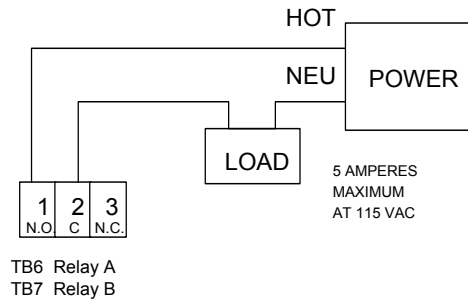 HOT
NEU
POWER
LOAD
5 AMPERES
MAXIMUM
AT 115 VAC
1 2 3
N.O. C N.C.
TB6 Relay A
TB7 Relay B